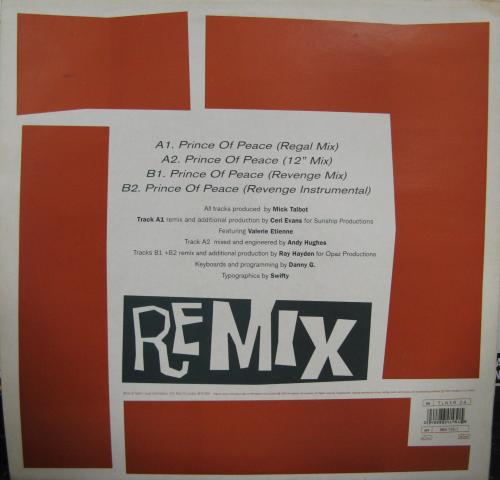 A1. Prince Of Peace (Regal Mix)
A2. Prince Of Peace (12" Mix)
B1. Prince Of Peace (Revenge Mix)
B2. Prince Of Peace (Revenge Instrumental)
All tracks produced by Mick Talbot
Track A1 remix and additional production by Ceri Evans for Sunship Productions
Featuring Valerie Etienne
Track A2 mixed and engineered by Andy Hughes
Tracks B1 +B2 remix and additional production by Ray Hayden for Opaz Productions
Keyboards and programming by Danny G.
Typographics by Swifty
REMIX